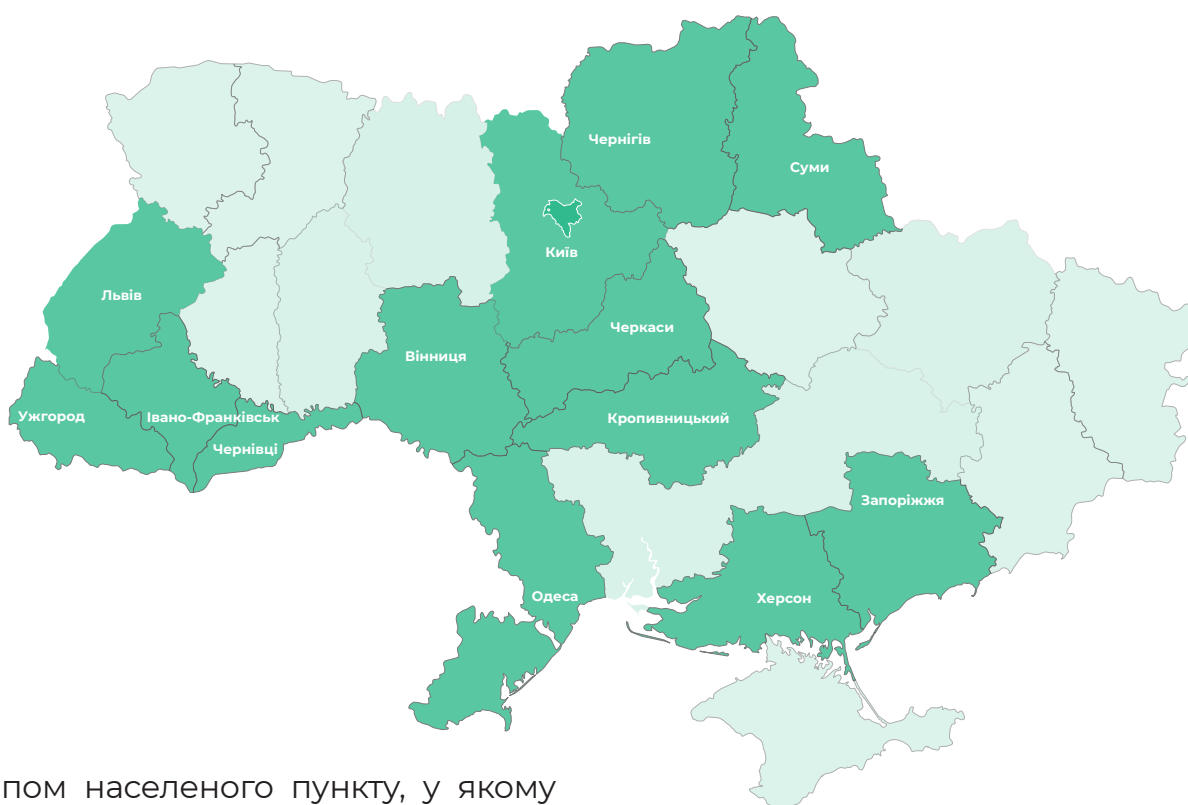 Чернігів
Суми
Київ
Львів
Черкаси
Вінниця
Ужгород
Івано-Франківськ
Кропивницький
Чернівці
Запоріжжя
Одеса
Херсон
пом населеного пункту, у якому